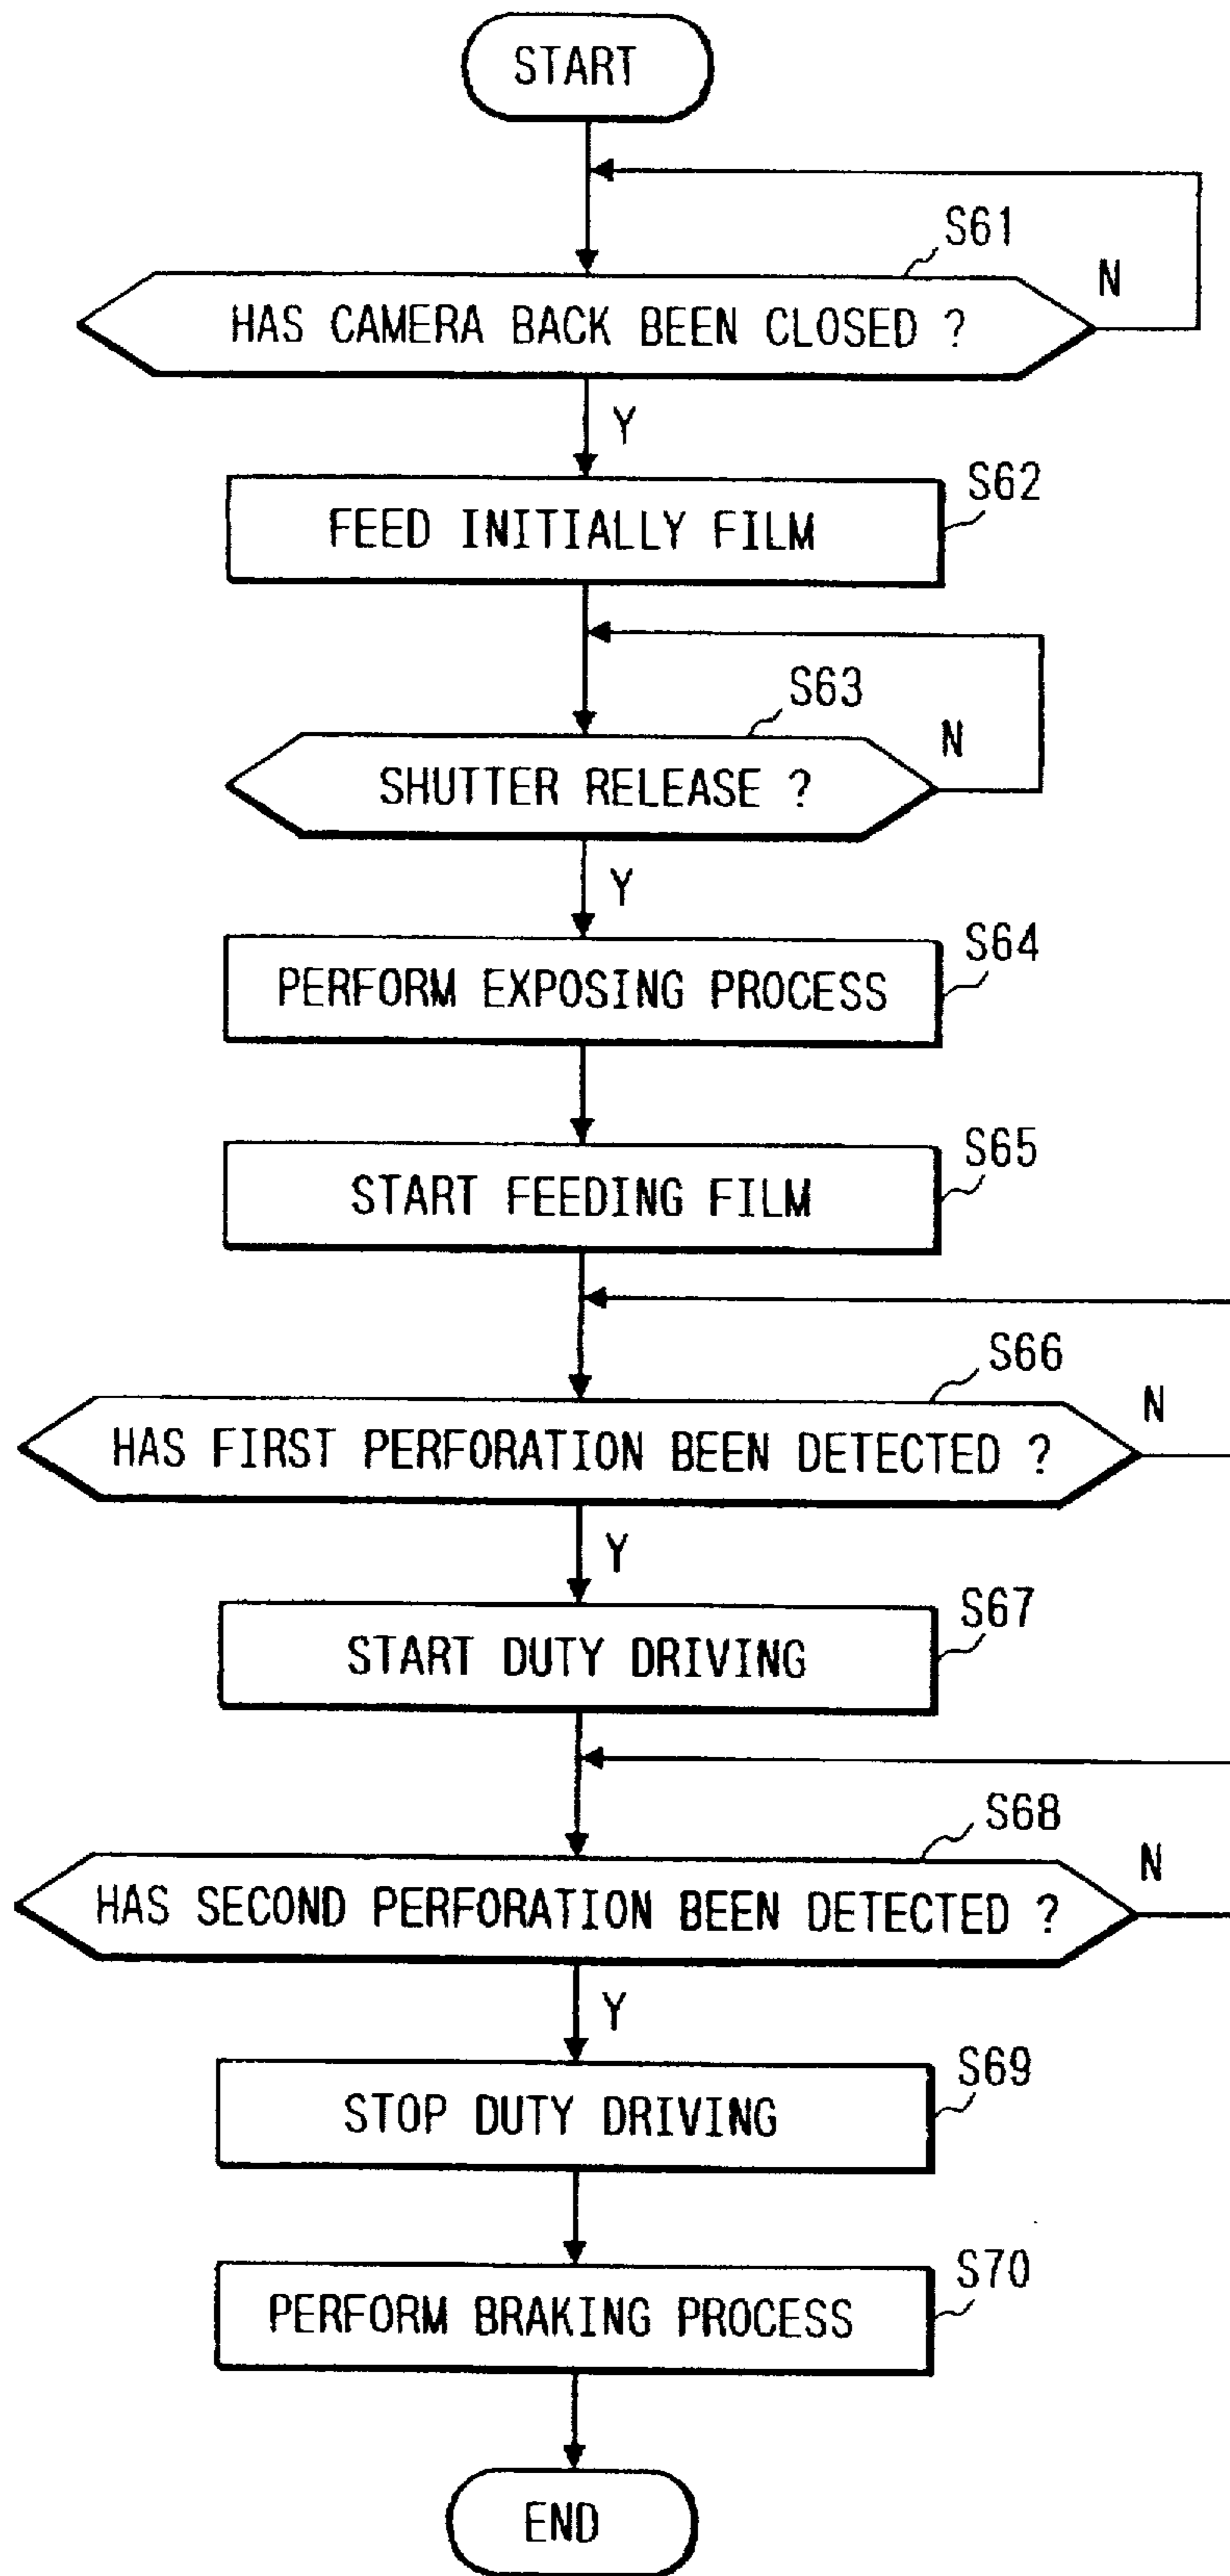 START
S61
HAS CAMERA BACK BEEN CLOSED ?
N
Y
S62
FEED INITIALLY FILM
S63
SHUTTER RELEASE ?
N
Y
S64
PERFORM EXPOSING PROCESS
S65
START FEEDING FILM
S66
HAS FIRST PERFORATION BEEN DETECTED ?
N
Y
S67
START DUTY DRIVING
S68
HAS SECOND PERFORATION BEEN DETECTED ?
N
Y
S69
STOP DUTY DRIVING
S70
PERFORM BRAKING PROCESS
END